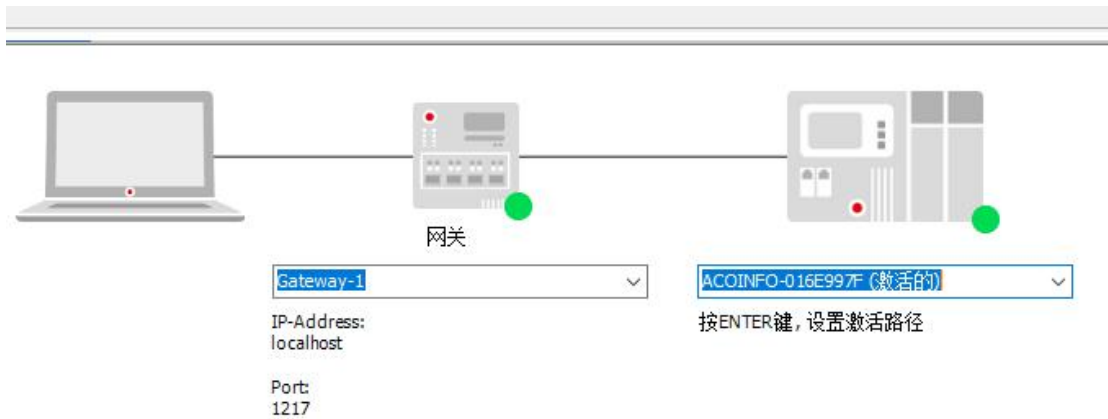 网关
Gateway-1
ACOINFO-016E997F (激活的)
IP-Address:
localhost
按ENTER键, 设置激活路径
Port:
1217